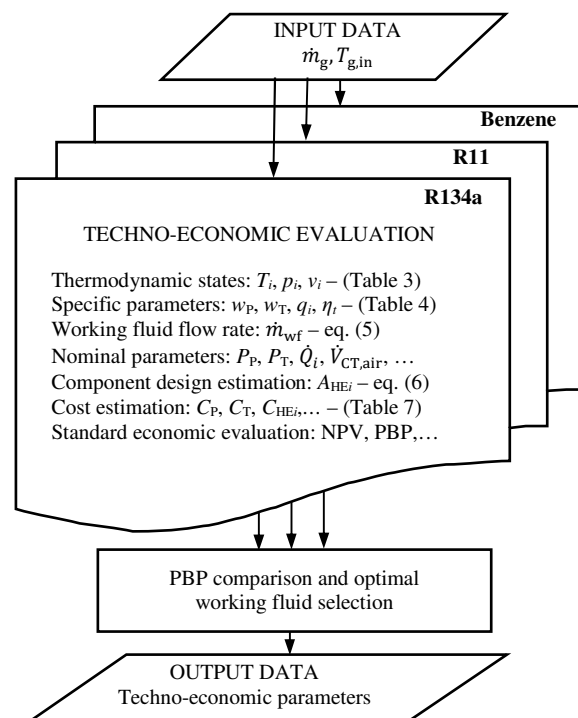 INPUT DATA
ṁg, Tg,in
Benzene
R11
R134a
TECHNO-ECONOMIC EVALUATION
Thermodynamic states: Ti, pi, vi – (Table 3)
Specific parameters: wP, wT, qi, ηt – (Table 4)
Working fluid flow rate: ṁwf – eq. (5)
Nominal parameters: PP, PT, Q̇i, V̇CT,air, …
Component design estimation: AHEi – eq. (6)
Cost estimation: CP, CT, CHEi,… – (Table 7)
Standard economic evaluation: NPV, PBP,…
PBP comparison and optimal
working fluid selection
OUTPUT DATA
Techno-economic parameters